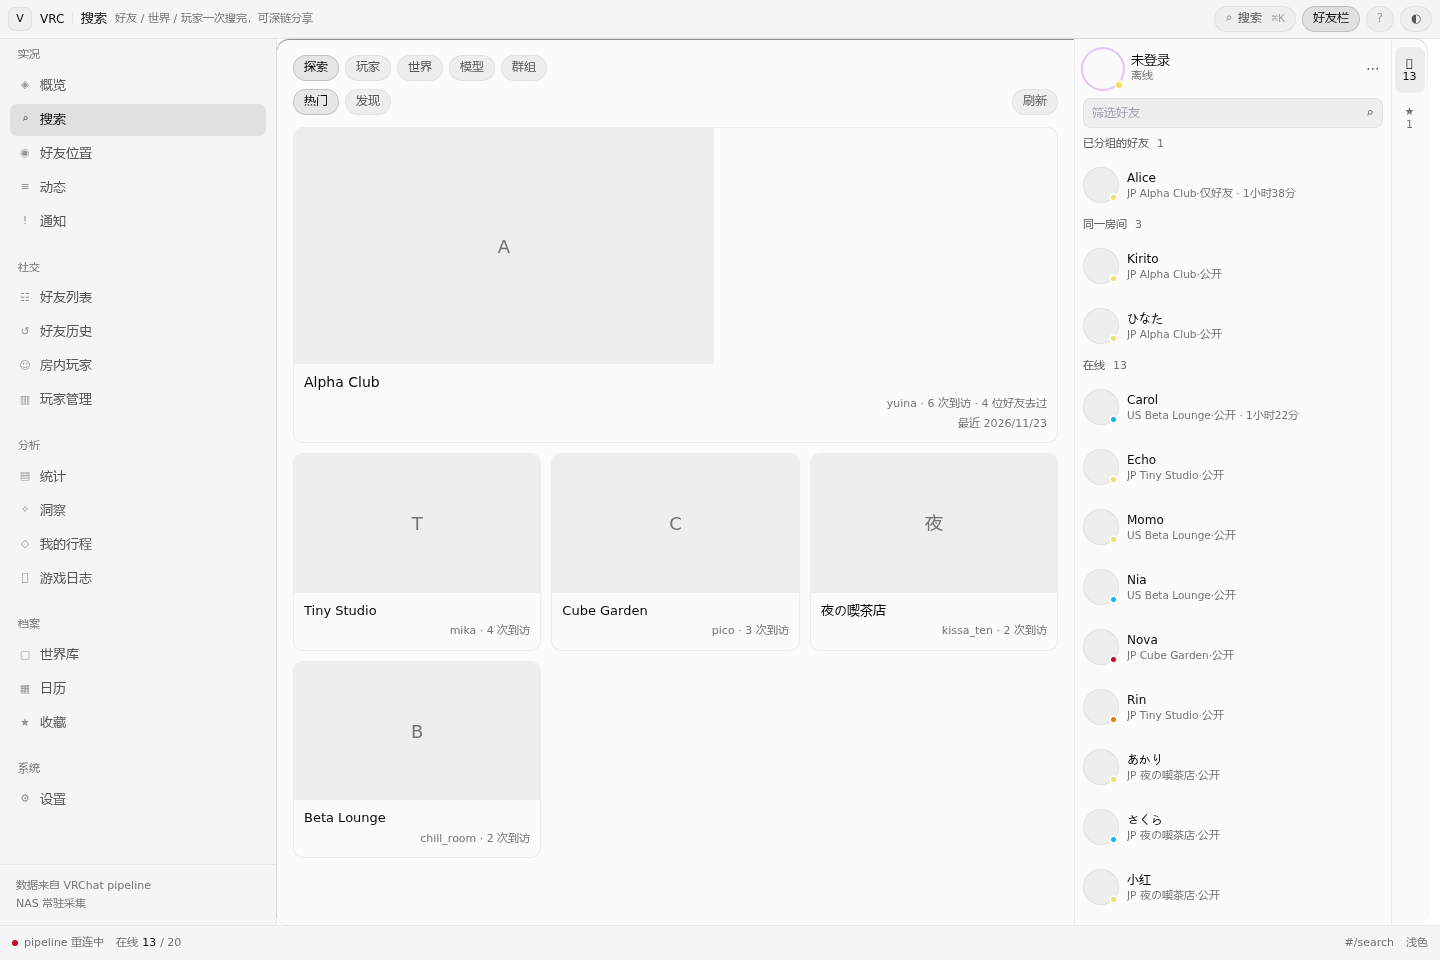 V VRC 搜索 好友 / 世界 / 玩家一次搜完，可深链分享
搜索 ⌘K 好友栏 ?
实况
概览
搜索
好友位置
动态
通知
社交
好友列表
好友历史
房内玩家
玩家管理
分析
统计
洞察
我的行程
游戏日志
档案
世界库
日历
收藏
系统
设置
数据来自 VRChat pipeline
NAS 常驻采集
探索 玩家 世界 模型 群组
热门 发现 刷新
A
Alpha Club
yuina · 6 次到访 · 4 位好友去过
最近 2026/11/23
T
Tiny Studio
mika · 4 次到访
C
Cube Garden
pico · 3 次到访
夜
夜の喫茶店
kissa_ten · 2 次到访
B
Beta Lounge
chill_room · 2 次到访
未登录
离线
…
筛选好友
已分组的好友 1
Alice
JP Alpha Club·仅好友 · 1小时38分
同一房间 3
Kirito
JP Alpha Club·公开
ひなた
JP Alpha Club·公开
在线 13
Carol
US Beta Lounge·公开 · 1小时22分
Echo
JP Tiny Studio·公开
Momo
US Beta Lounge·公开
Nia
US Beta Lounge·公开
Nova
JP Cube Garden·公开
Rin
JP Tiny Studio·公开
あかり
JP 夜の喫茶店·公开
さくら
JP 夜の喫茶店·公开
小红
JP 夜の喫茶店·公开
13
★
1
pipeline 重连中 在线 13 / 20
#/search 浅色